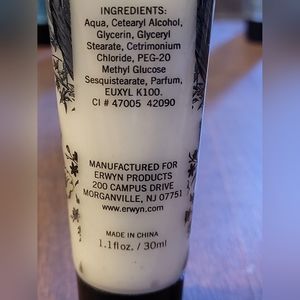 INGREDIENTS:
Aqua, Cetearyl Alcohol,
Glycerin, Glyceryl
Stearate, Cetrimonium
Chloride, PEG-20
Methyl Glucose
Sesquistearate, Parfum,
EUXYL K100.
CI # 47005 42090
MANUFACTURED FOR
ERWYN PRODUCTS
200 CAMPUS DRIVE
MORGANVILLE, NJ 07751
www.erwyn.com
MADE IN CHINA
1.1fl.oz. / 30ml